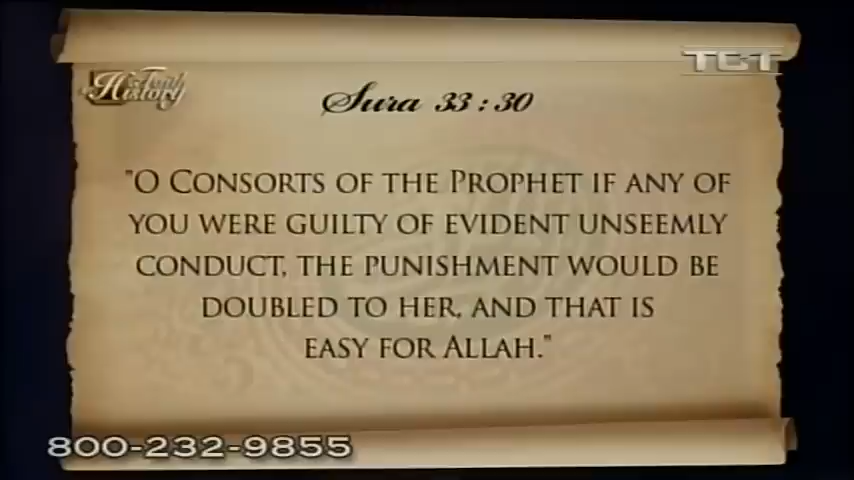 History
TCT
Sura 33:30
"O CONSORTS OF THE PROPHET IF ANY OF
YOU WERE GUILTY OF EVIDENT UNSEEMLY
CONDUCT, THE PUNISHMENT WOULD BE
DOUBLED TO HER, AND THAT IS
EASY FOR ALLAH."
800-232-9855